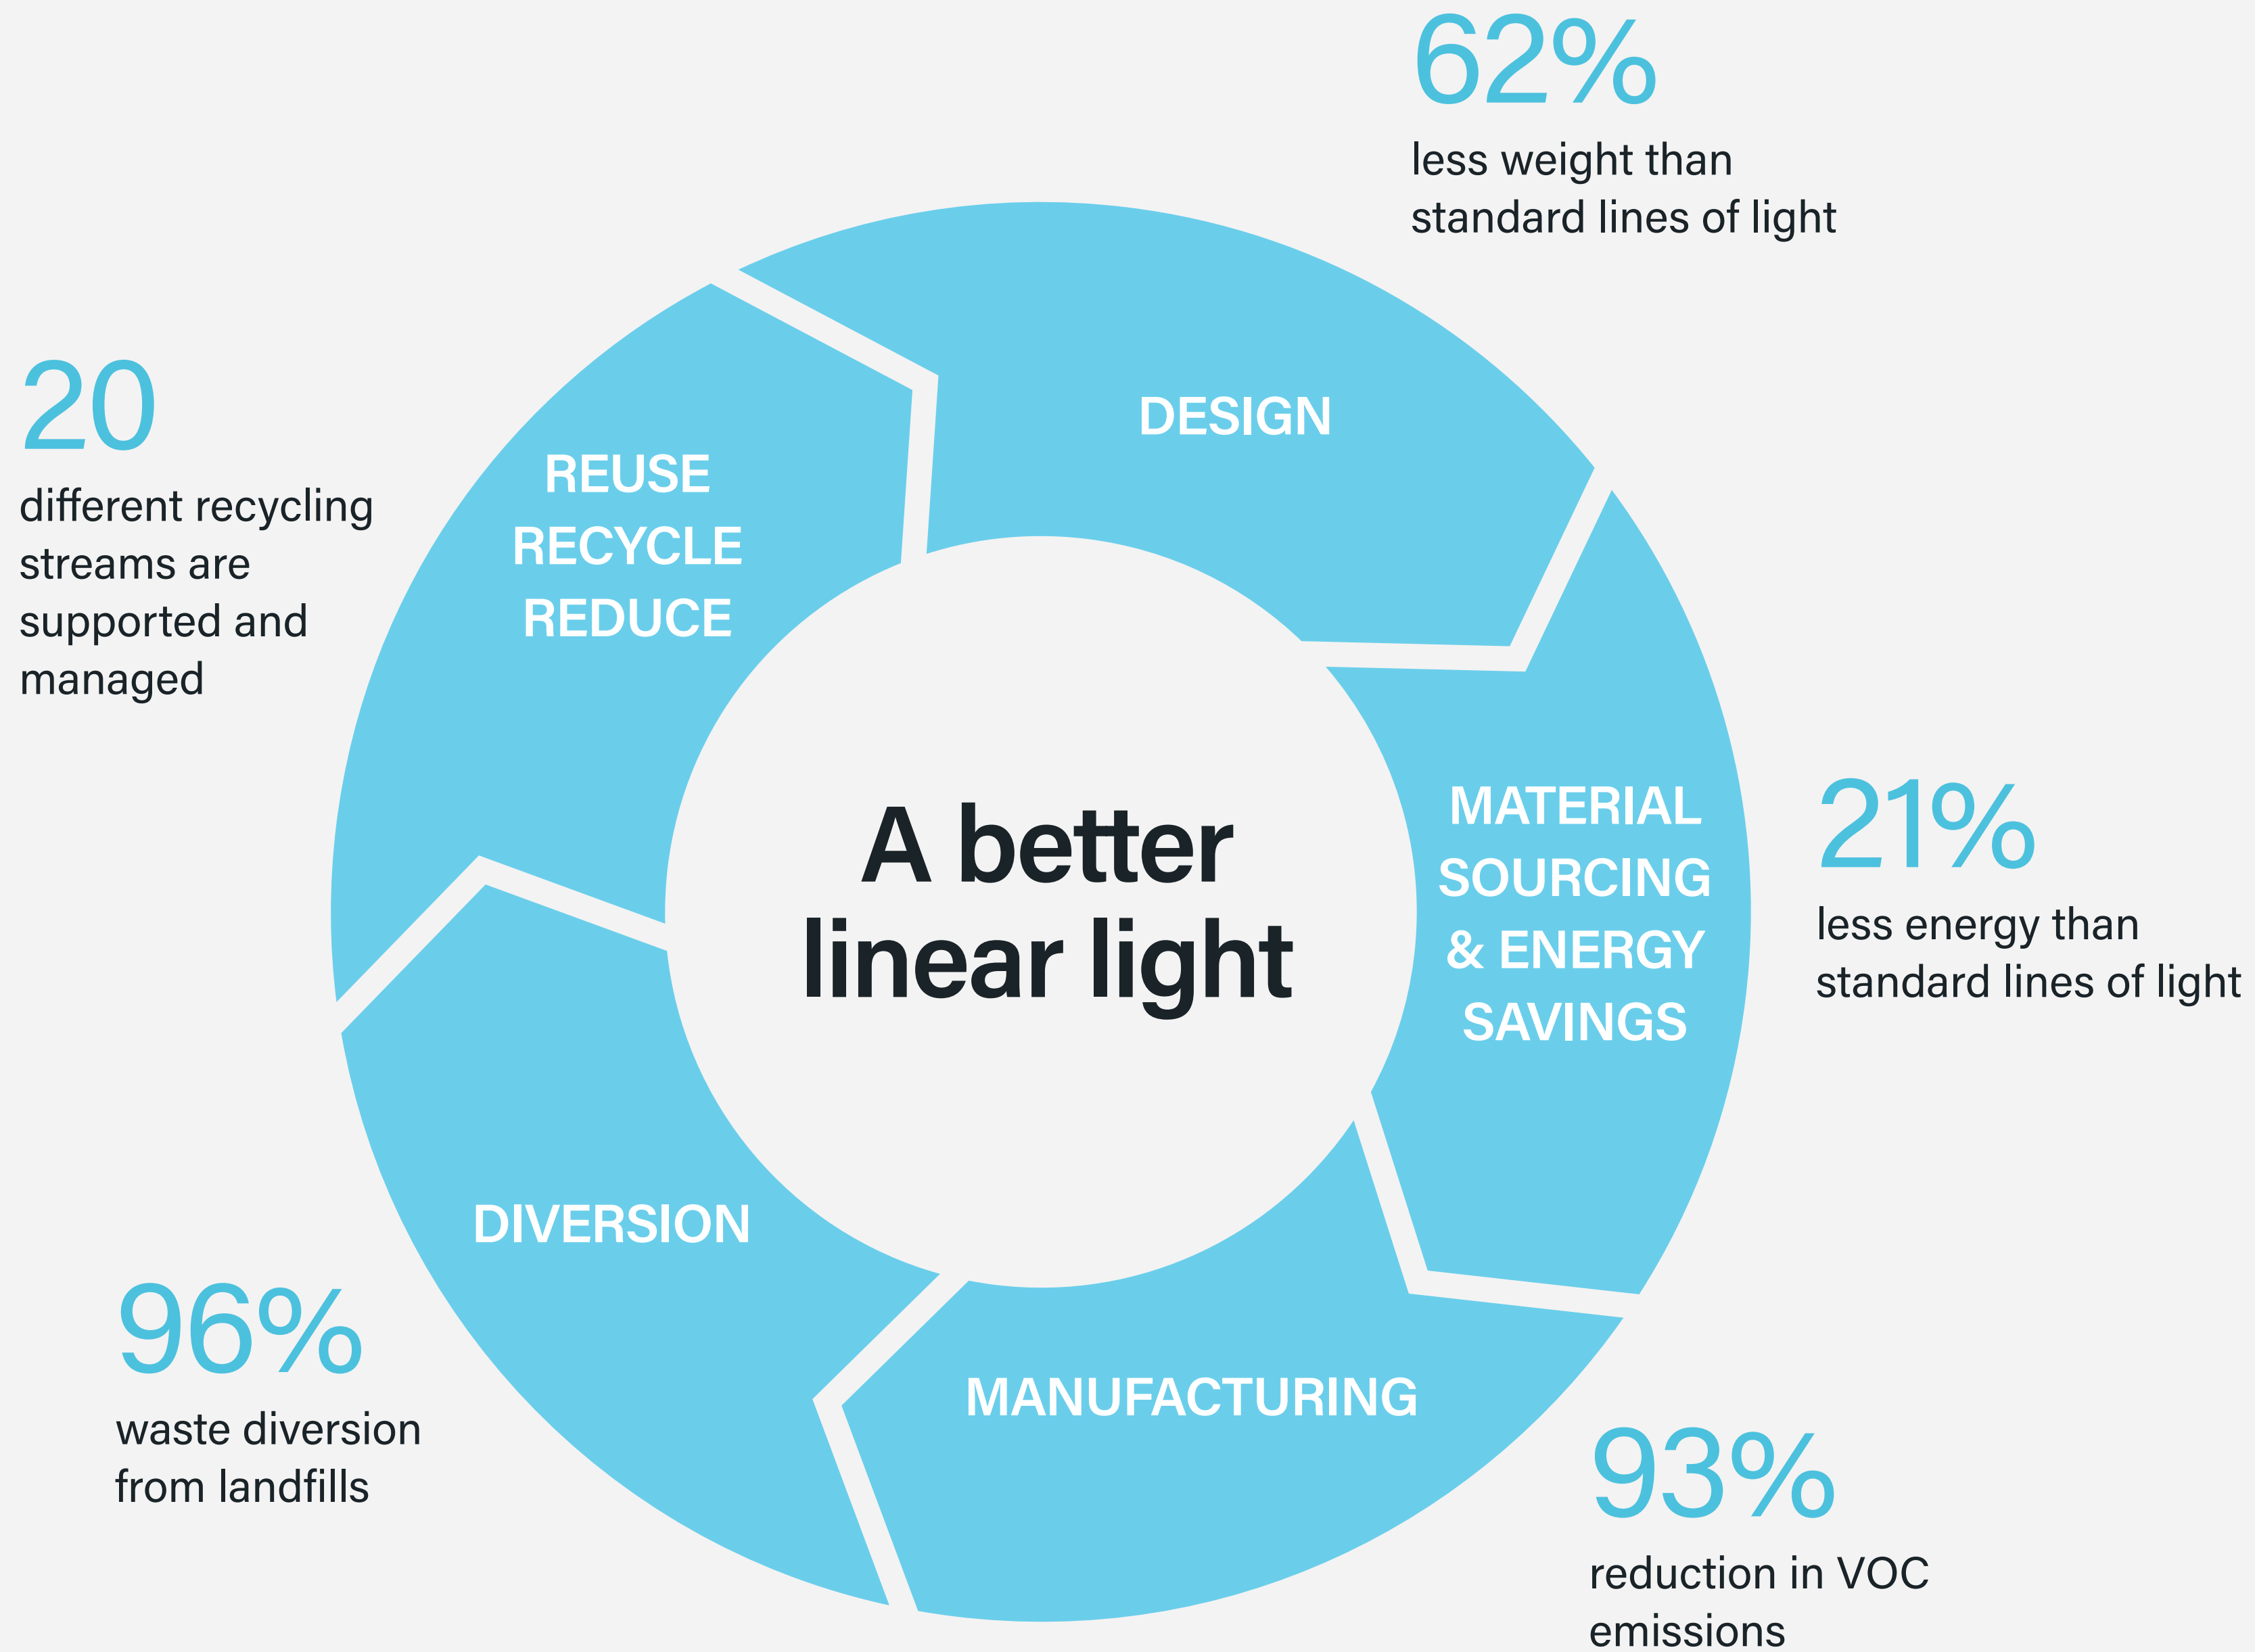 62%
less weight than
standard lines of light
DESIGN
20
different recycling
streams are
supported and
managed
REUSE
RECYCLE
REDUCE
A better
linear light
MATERIAL
SOURCING
& ENERGY
SAVINGS
21%
less energy than
standard lines of light
DIVERSION
96%
waste diversion
from landfills
MANUFACTURING
93%
reduction in VOC
emissions